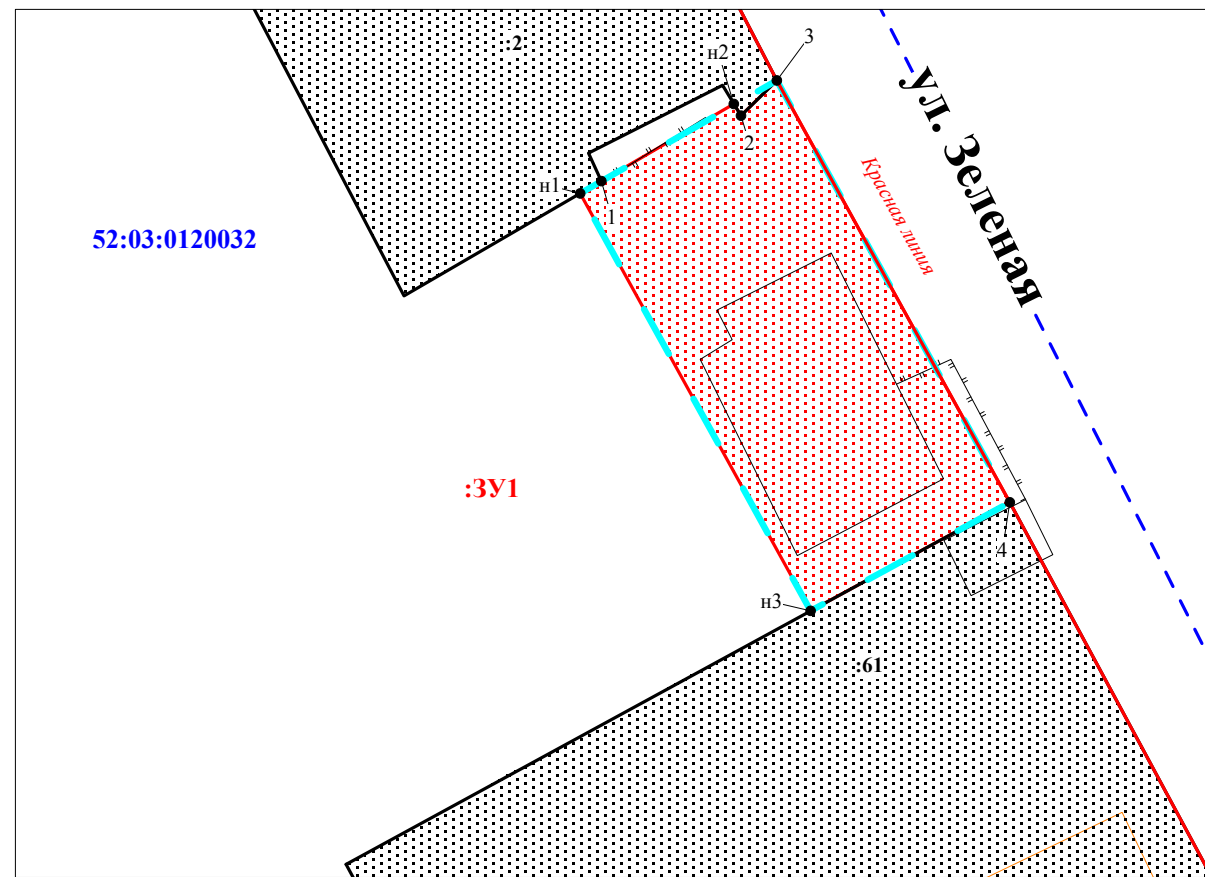 :2
н2
3
ул. Зеленая
2
Красная линия
н1
1
52:03:0120032
:ЗУ1
4
н3
:61